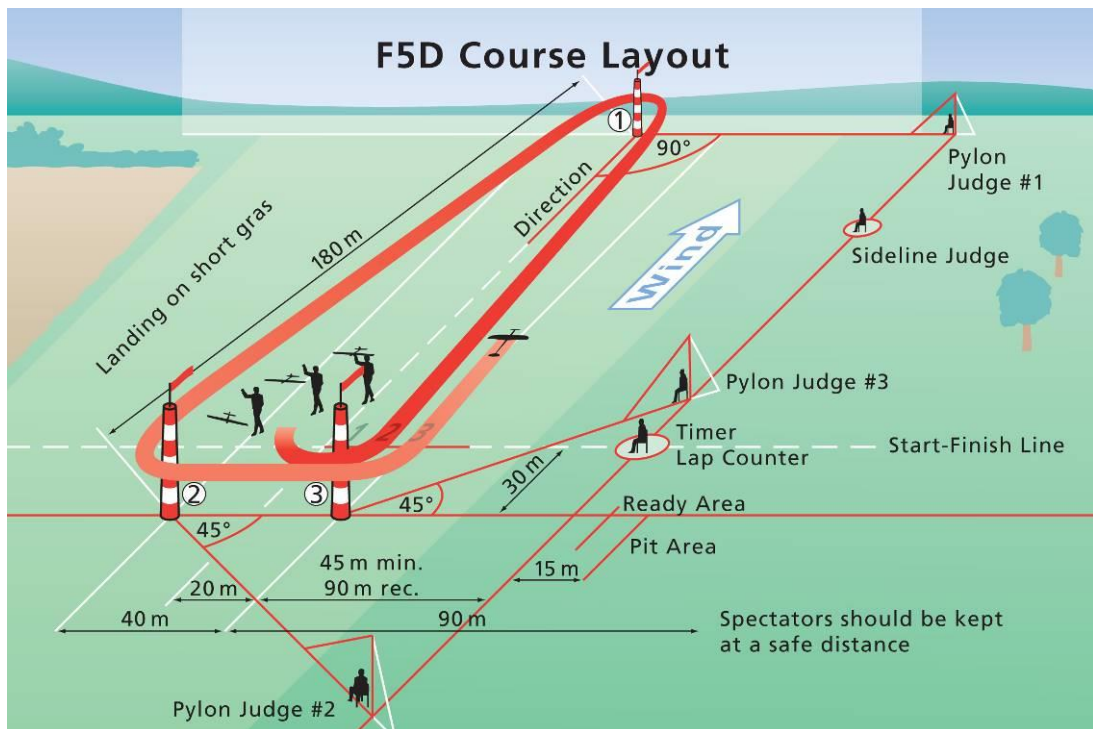 F5D Course Layout
1
90°
Pylon
Judge #1
Direction
180 m
Landing on short gras
Wind
Sideline Judge
Pylon Judge #3
1 2 3
Timer
Lap Counter
Start-Finish Line
30 m
2
3
45°
45°
Ready Area
Pit Area
45 m min.
15 m
20 m
90 m rec.
40 m
90 m
Spectators should be kept
at a safe distance
Pylon Judge #2